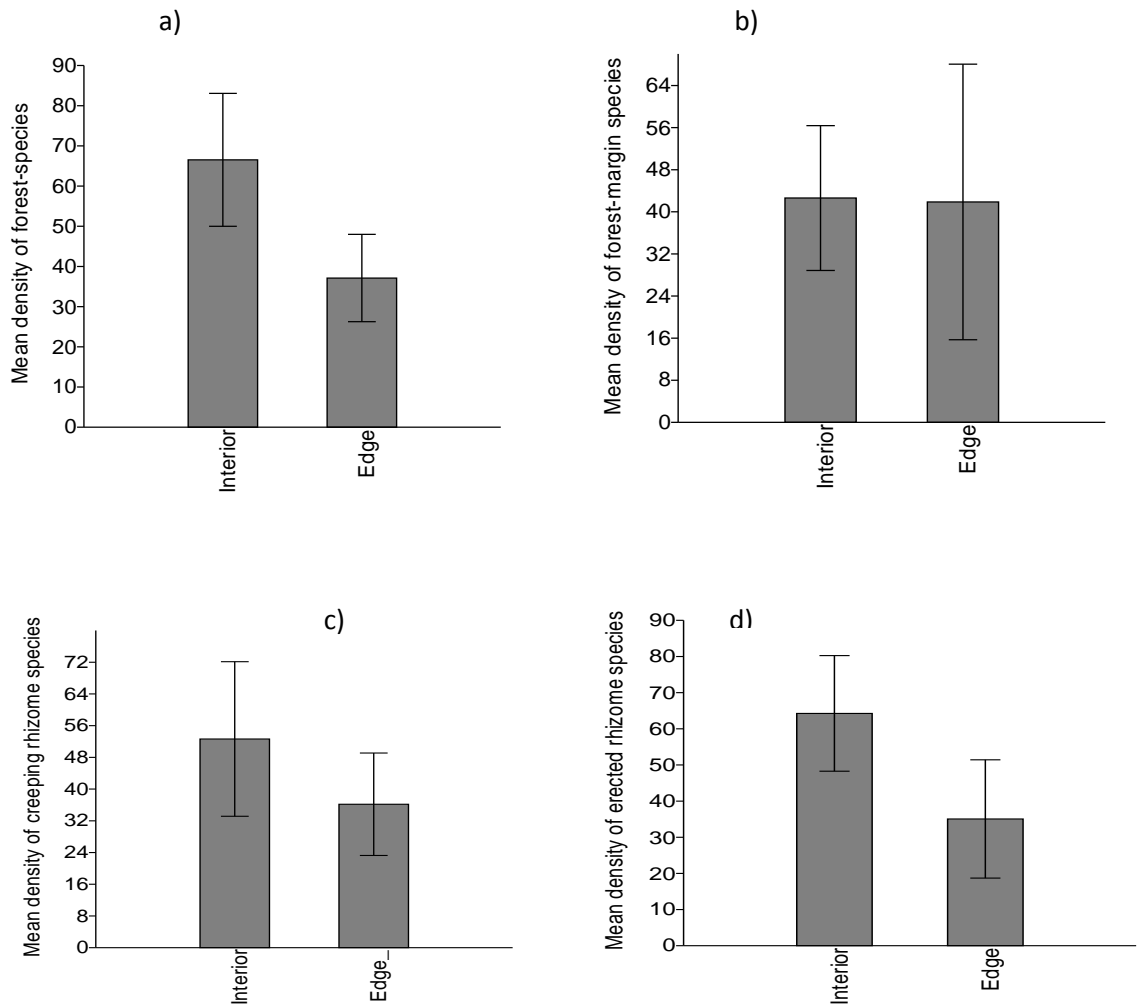 a)
Mean density of forest-species
90
80
70
60
50
40
30
20
10
0
Interior
Edge
b)
Mean density of forest-margin species
64
56
48
40
32
24
16
8
0
Interior
Edge
c)
Mean density of creeping rhizome species
72
64
56
48
40
32
24
16
8
0
Interior
Edge_
d)
Mean density of erected rhizome species
90
80
70
60
50
40
30
20
10
0
Interior
Edge